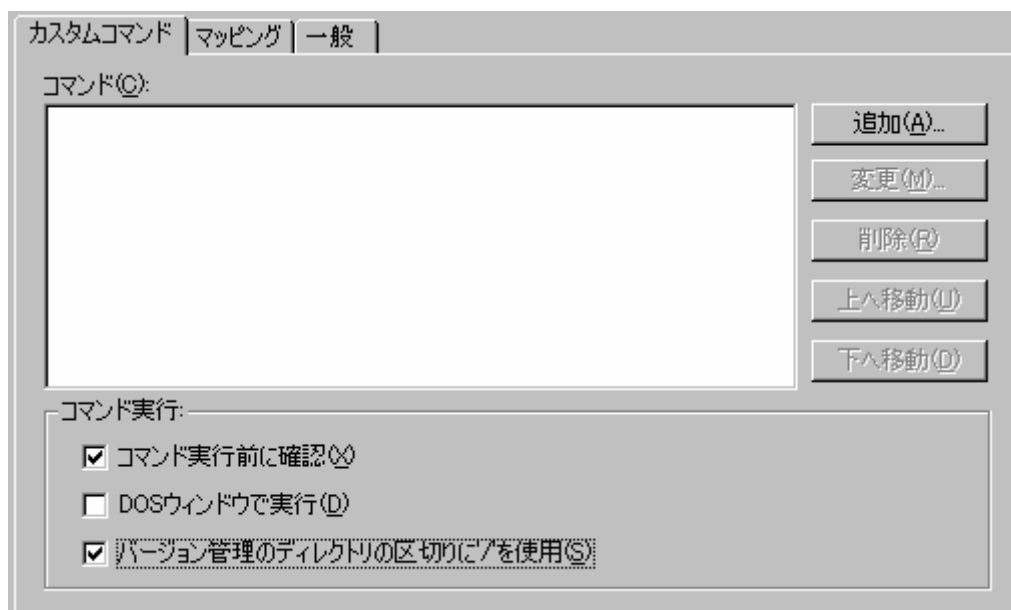 カスタムコマンド マッピング 一般
コマンド(C):
追加(A)...
変更(M)...
削除(R)
上へ移動(U)
下へ移動(D)
コマンド実行:
コマンド実行前に確認(X)
DOSウィンドウで実行(D)
バージョン管理のディレクトリの区切りに'/'を使用(S)